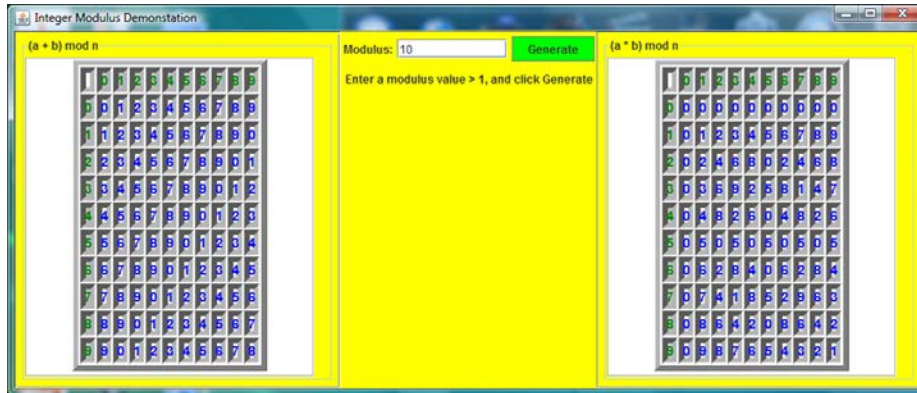 Integer Modulus Demonstation
(a + b) mod n
0 1 2 3 4 5 6 7 8 9
0 0 1 2 3 4 5 6 7 8 9
1 1 2 3 4 5 6 7 8 9 0
2 2 3 4 5 6 7 8 9 0 1
3 3 4 5 6 7 8 9 0 1 2
4 4 5 6 7 8 9 0 1 2 3
5 5 6 7 8 9 0 1 2 3 4
6 6 7 8 9 0 1 2 3 4 5
7 7 8 9 0 1 2 3 4 5 6
8 8 9 0 1 2 3 4 5 6 7
9 9 0 1 2 3 4 5 6 7 8
Modulus: 10 Generate
Enter a modulus value > 1, and click Generate
(a * b) mod n
0 1 2 3 4 5 6 7 8 9
0 0 0 0 0 0 0 0 0 0 0
1 0 1 2 3 4 5 6 7 8 9
2 0 2 4 6 8 0 2 4 6 8
3 0 3 6 9 2 5 8 1 4 7
4 0 4 8 2 6 0 4 8 2 6
5 0 5 0 5 0 5 0 5 0 5
6 0 6 2 8 4 0 6 2 8 4
7 0 7 4 1 8 5 2 9 6 3
8 0 8 6 4 2 0 8 6 4 2
9 0 9 8 7 6 5 4 3 2 1